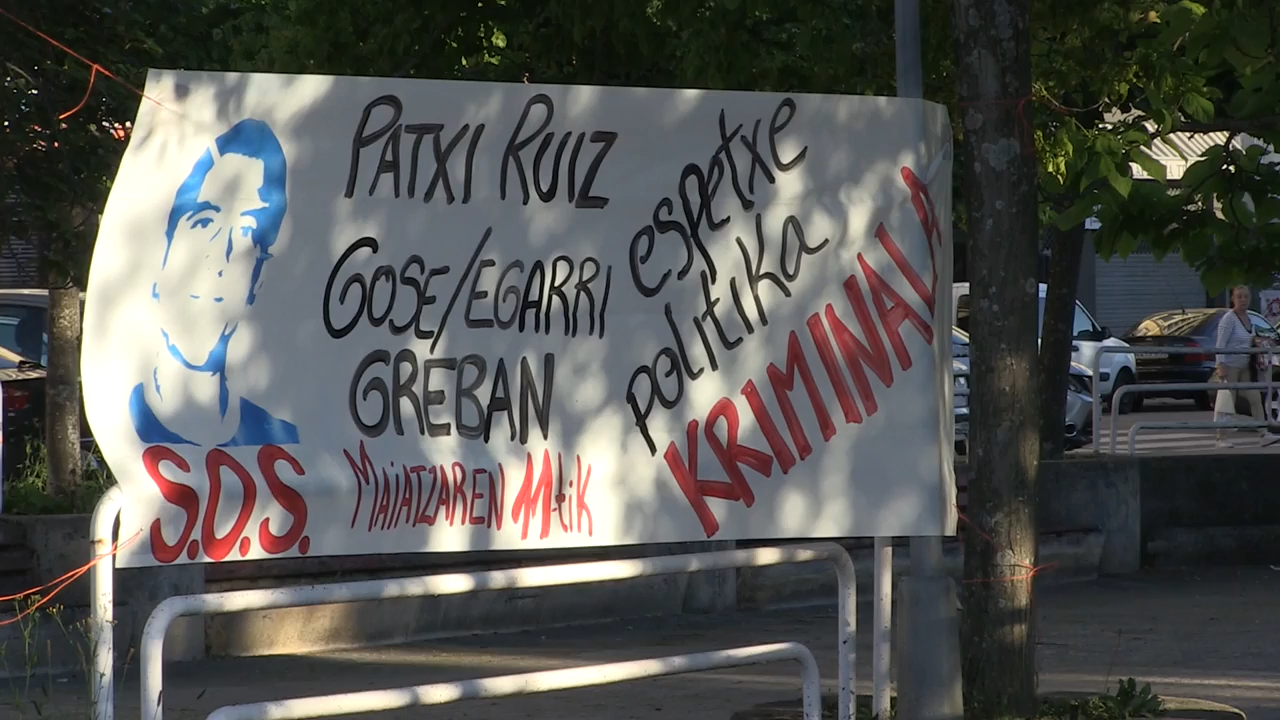 PATXI RUIZ
GOSE/EGARRI
GREBAN
MAIATZAREN 11-tik
S.O.S.
espetxe
politika
KRIMINALA